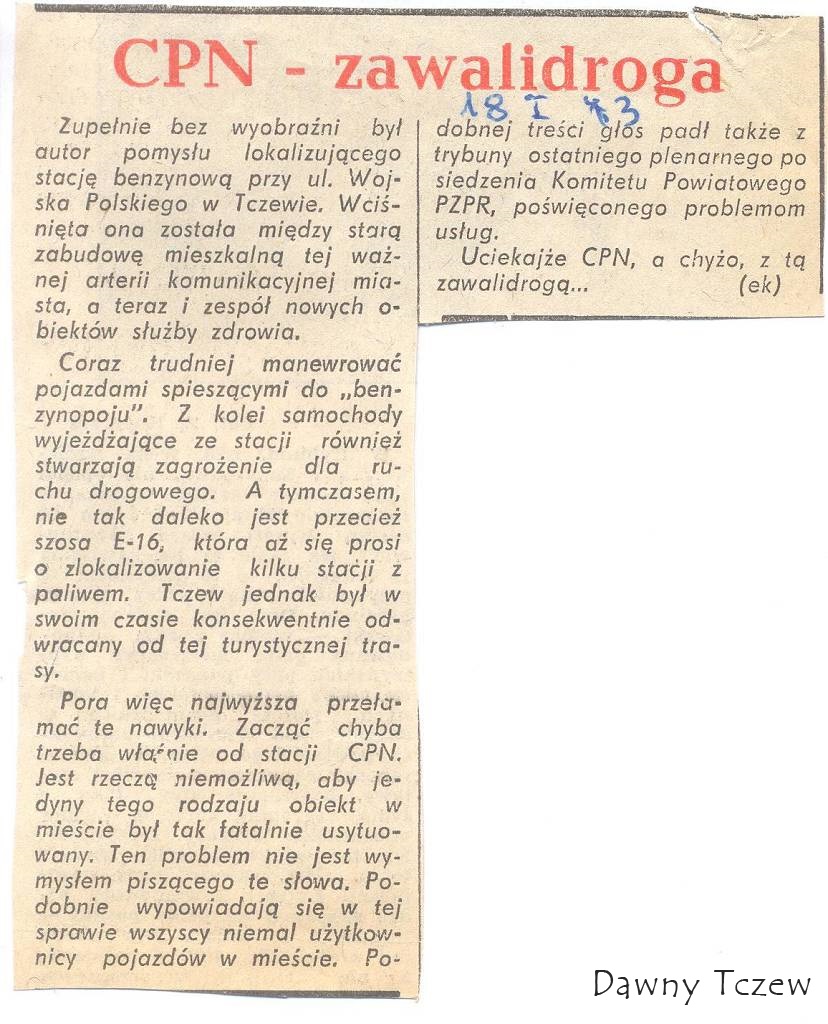 CPN - zawalidroga
18 I 73
Zupełnie bez wyobraźni był
autor pomysłu lokalizującego
stację benzynową przy ul. Woj-
ska Polskiego w Tczewie. Wciś-
nięta ona została między starą
zabudowę mieszkalną tej waż-
nej arterii komunikacyjnej mia-
sta, a teraz i zespół nowych o-
biektów służby zdrowia.
Coraz trudniej manewrować
pojazdami spieszącymi do „ben-
zynopoju”. Z kolei samochody
wyjeżdżające ze stacji również
stwarzają zagrożenie dla ru-
chu drogowego. A tymczasem,
nie tak daleko jest przecież
szosa E-16, która aż się prosi
o zlokalizowanie kilku stacji z
paliwem. Tczew jednak był w
swoim czasie konsekwentnie od-
wracany od tej turystycznej tra-
sy.
Pora więc najwyższa przeła-
mać te nawyki. Zacząć chyba
trzeba właśnie od stacji CPN.
Jest rzeczą niemożliwą, aby je-
dyny tego rodzaju obiekt w
mieście był tak fatalnie usytuo-
wany. Ten problem nie jest wy-
mysłem piszącego te słowa. Po-
dobnie wypowiadają się w tej
sprawie wszyscy niemal użytkow-
nicy pojazdów w mieście. Po-
dobnej treści głos padł także z
trybuny ostatniego plenarnego po
siedzenia Komitetu Powiatowego
PZPR, poświęconego problemom
usług.
Uciekajże CPN, a chyżo, z tą
zawalidrogą... (ek)
Dawny Tczew